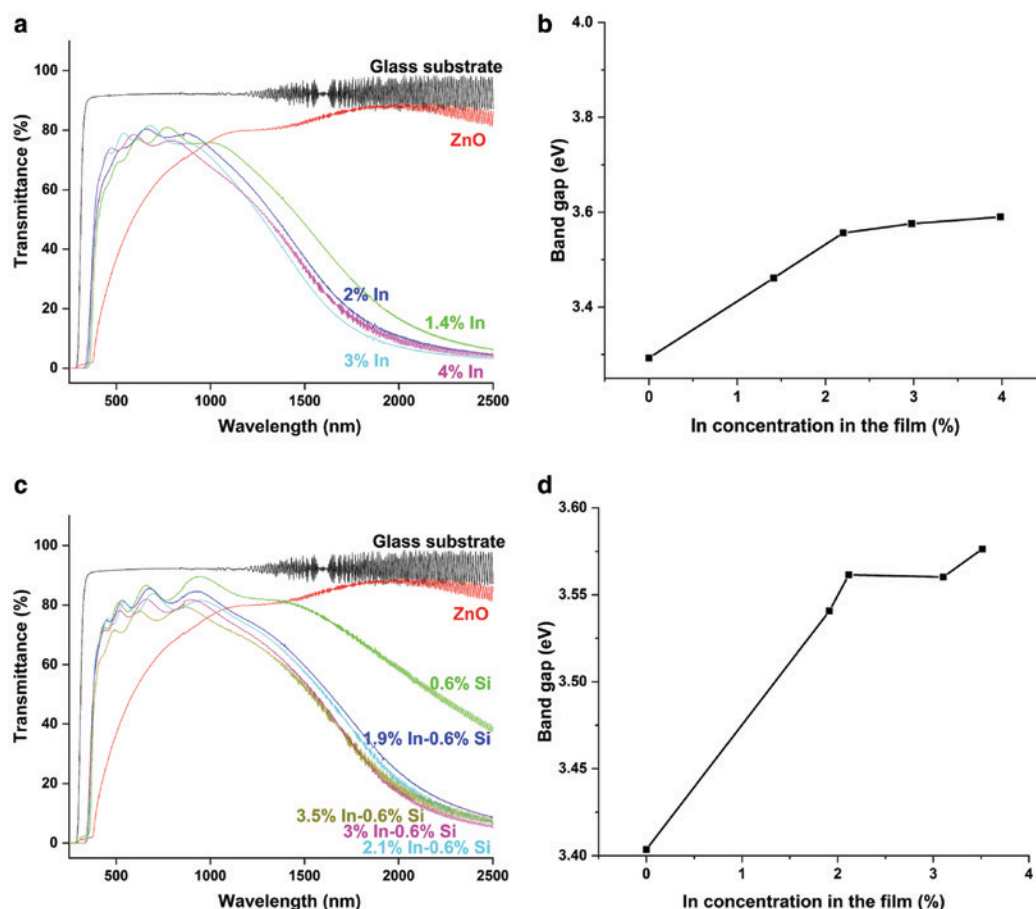 a
100
80
60
40
20
0
Transmittance (%)
Glass substrate
ZnO
2% In
1.4% In
3% In
4% In
500 1000 1500 2000 2500
Wavelength (nm)
b
4.0
3.8
3.6
3.4
Band gap (eV)
0 1 2 3 4
In concentration in the film (%)
c
100
80
60
40
20
0
Transmittance (%)
Glass substrate
ZnO
0.6% Si
1.9% In-0.6% Si
3.5% In-0.6% Si
3% In-0.6% Si
2.1% In-0.6% Si
500 1000 1500 2000 2500
Wavelength (nm)
d
3.60
3.55
3.50
3.45
3.40
Band gap (eV)
0 1 2 3 4
In concentration in the film (%)